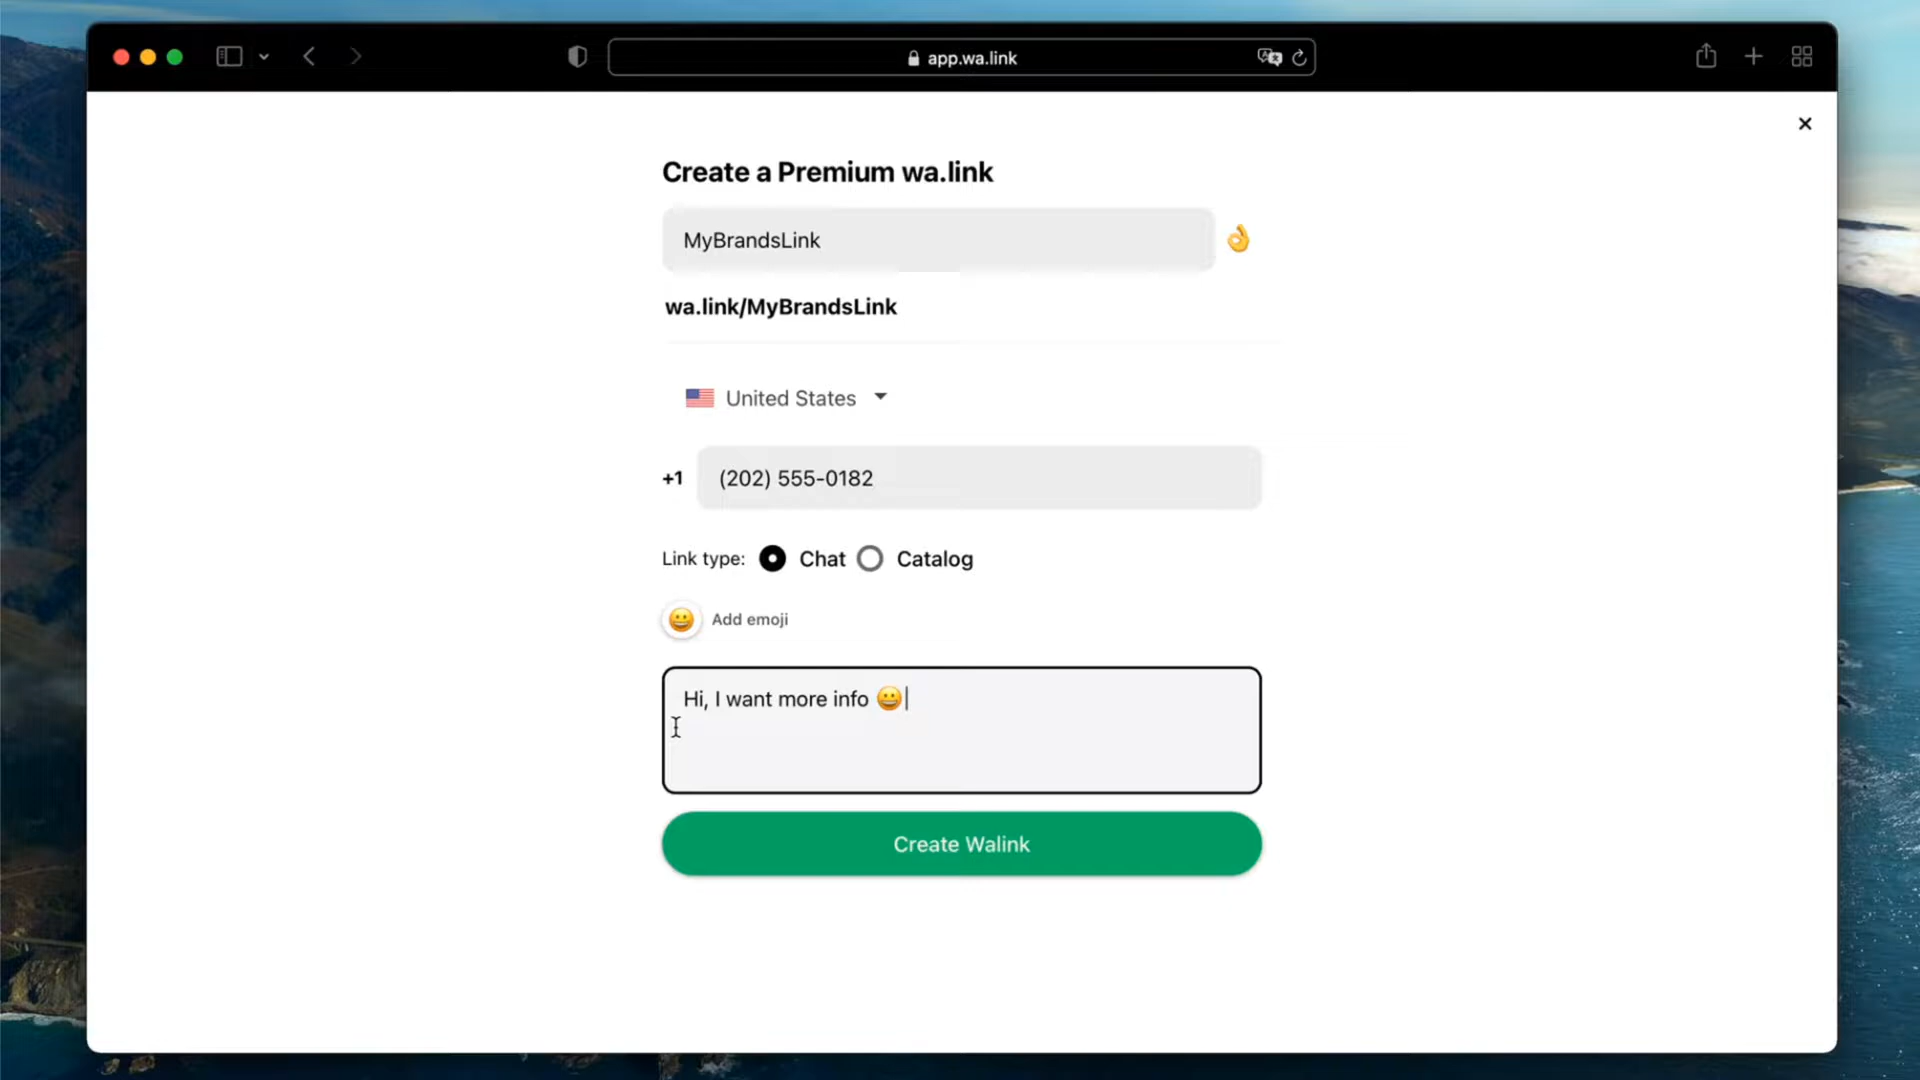 app.wa.link
Create a Premium wa.link
MyBrandsLink 👌
wa.link/MyBrandsLink
United States
+1 (202) 555-0182
Link type: Chat Catalog
😀 Add emoji
Hi, I want more info 😀
Create Walink